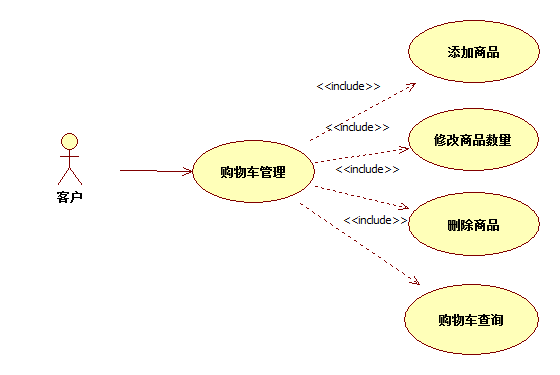 添加商品
<<include>>
<<include>>
修改商品数量
<<include>>
购物车管理
客户
<<include>>
删除商品
购物车查询